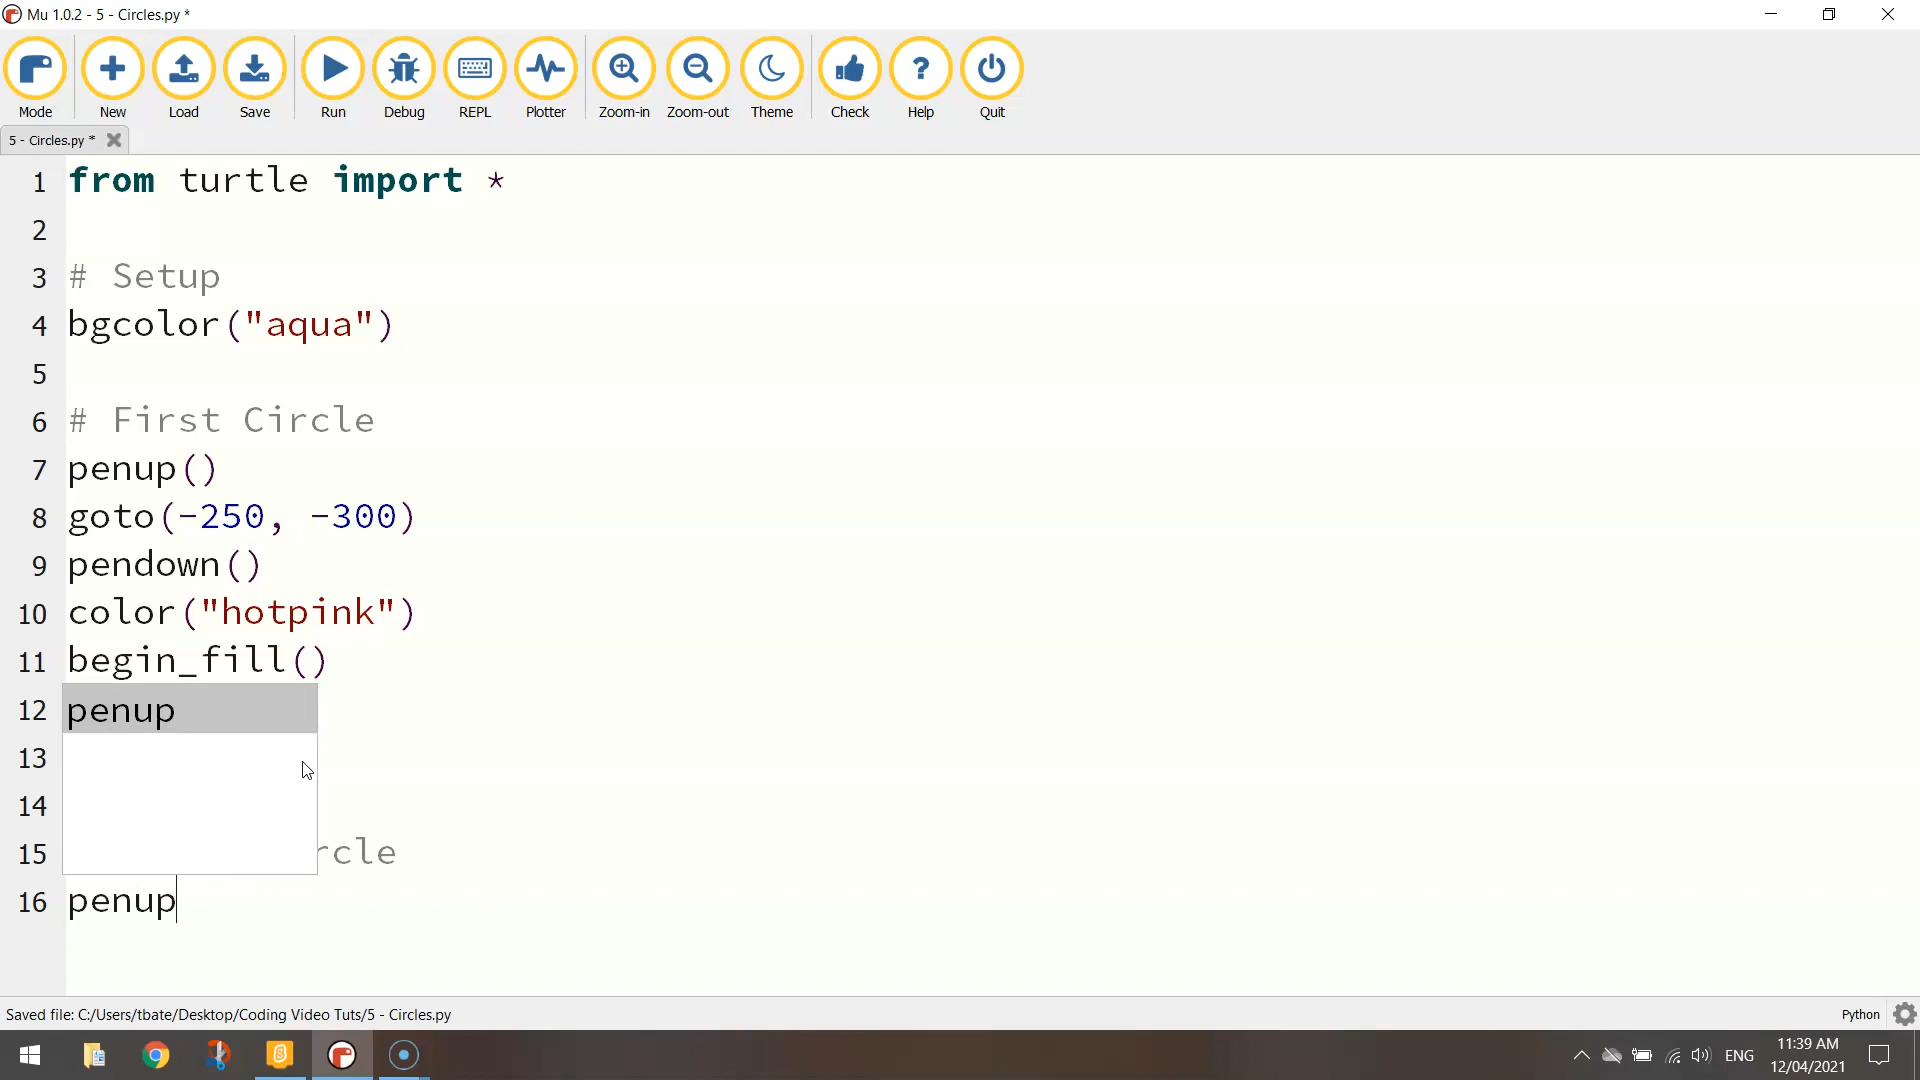 Mu 1.0.2 - 5 - Circles.py *
Mode New Load Save Run Debug REPL Plotter Zoom-in Zoom-out Theme Check Help Quit
5 - Circles.py *
1 from turtle import *
2
3 # Setup
4 bgcolor("aqua")
5
6 # First Circle
7 penup()
8 goto(-250, -300)
9 pendown()
10 color("hotpink")
11 begin_fill()
12 penup
13
14
15 rcle
16 penup
Saved file: C:/Users/tbate/Desktop/Coding Video Tuts/5 - Circles.py Python
ENG 11:39 AM
12/04/2021